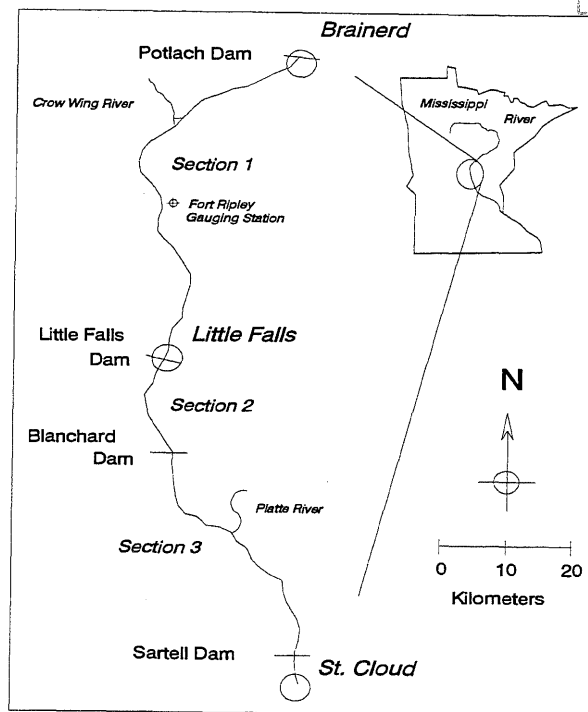 Brainerd
Potlach Dam
Mississippi
River
Crow Wing River
Section 1
Fort Ripley
Gauging Station
Little Falls
Dam
Little Falls
N
Section 2
Blanchard
Dam
Platte River
Section 3
0 10 20
Kilometers
Sartell Dam
St. Cloud